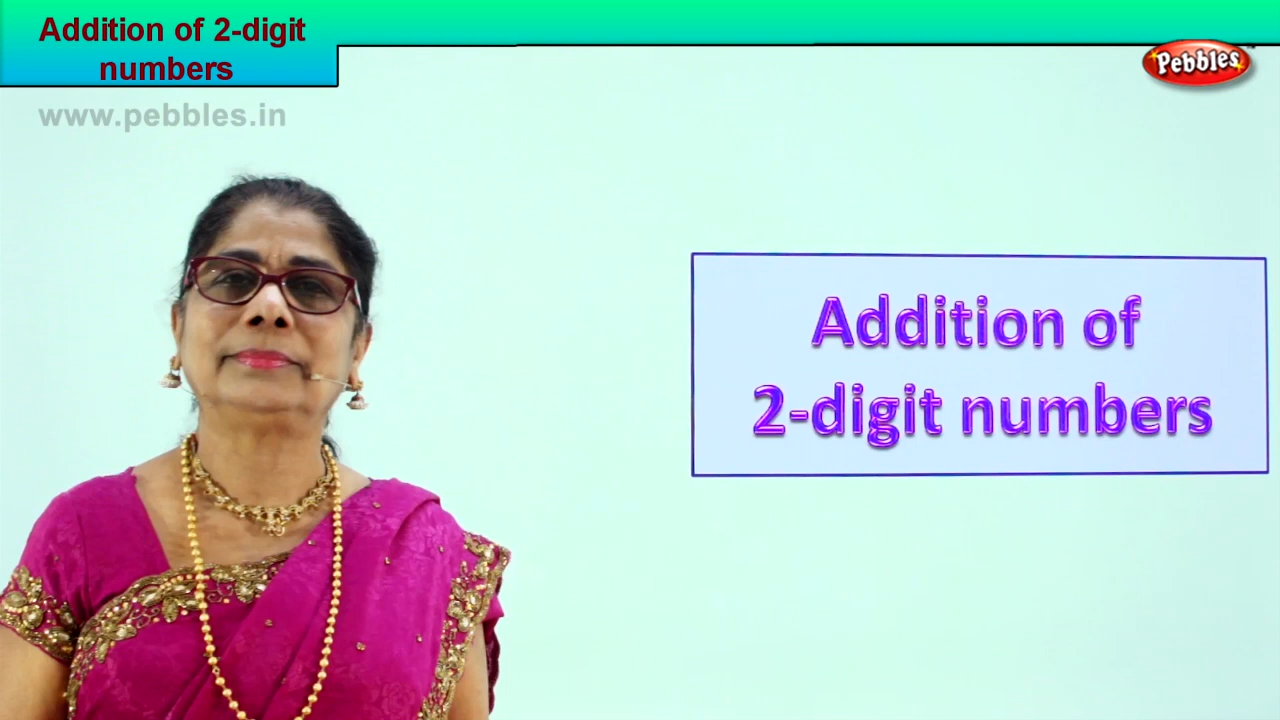 Addition of 2-digit
numbers
Pebbles
www.pebbles.in
Addition of
2-digit numbers